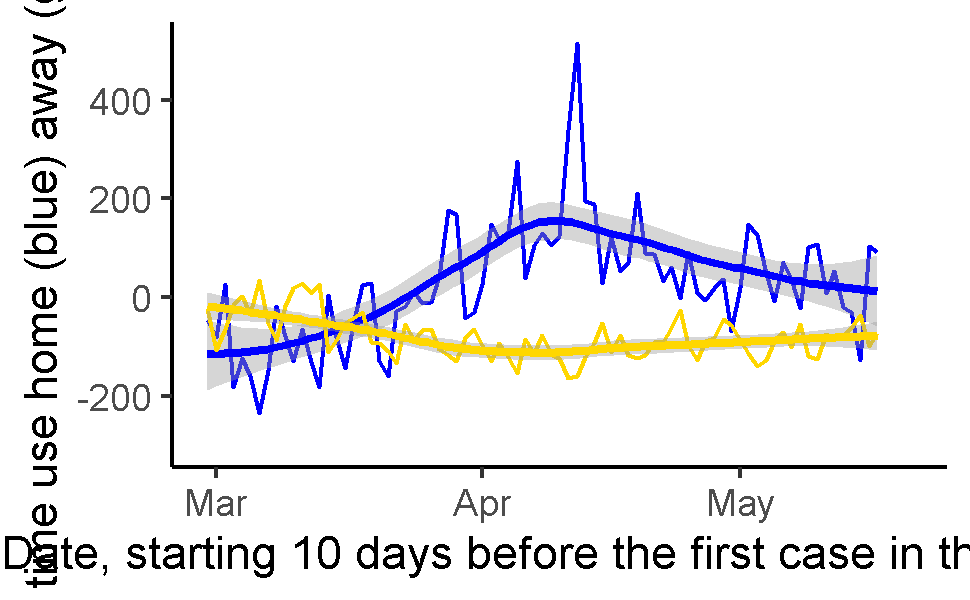 time use home (blue) away (
400
200
0
-200
Mar Apr May
Date, starting 10 days before the first case in th